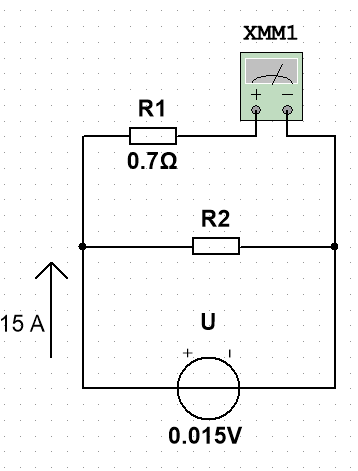 XMM1
+ −
R1
0.7Ω
R2
15 A
U
+ -
0.015V